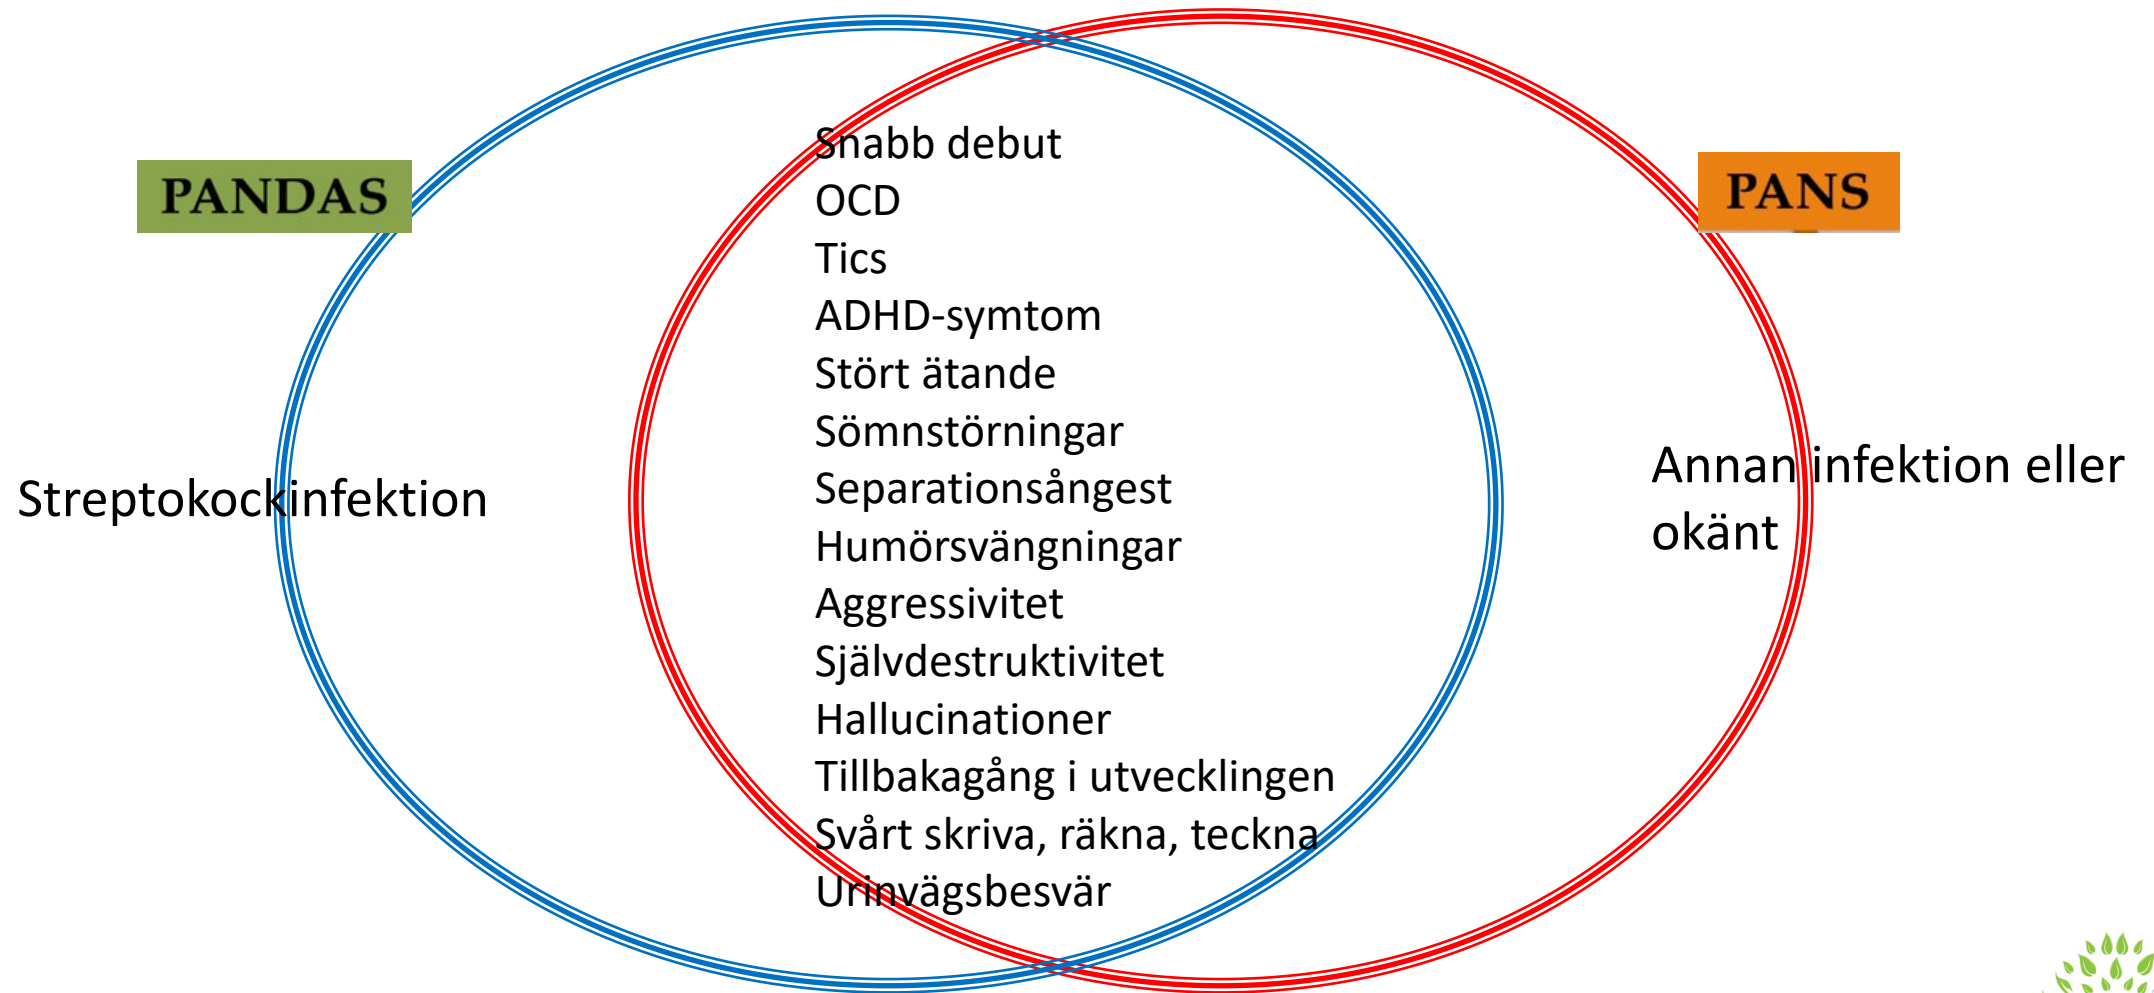 PANDAS
PANS
Snabb debut
OCD
Tics
ADHD-symtom
Stört ätande
Sömnstörningar
Separationsångest
Humörsvängningar
Aggressivitet
Självdestruktivitet
Hallucinationer
Tillbakagång i utvecklingen
Svårt skriva, räkna, teckna
Urinvägsbesvär
Streptokockinfektion
Annan infektion eller
okänt